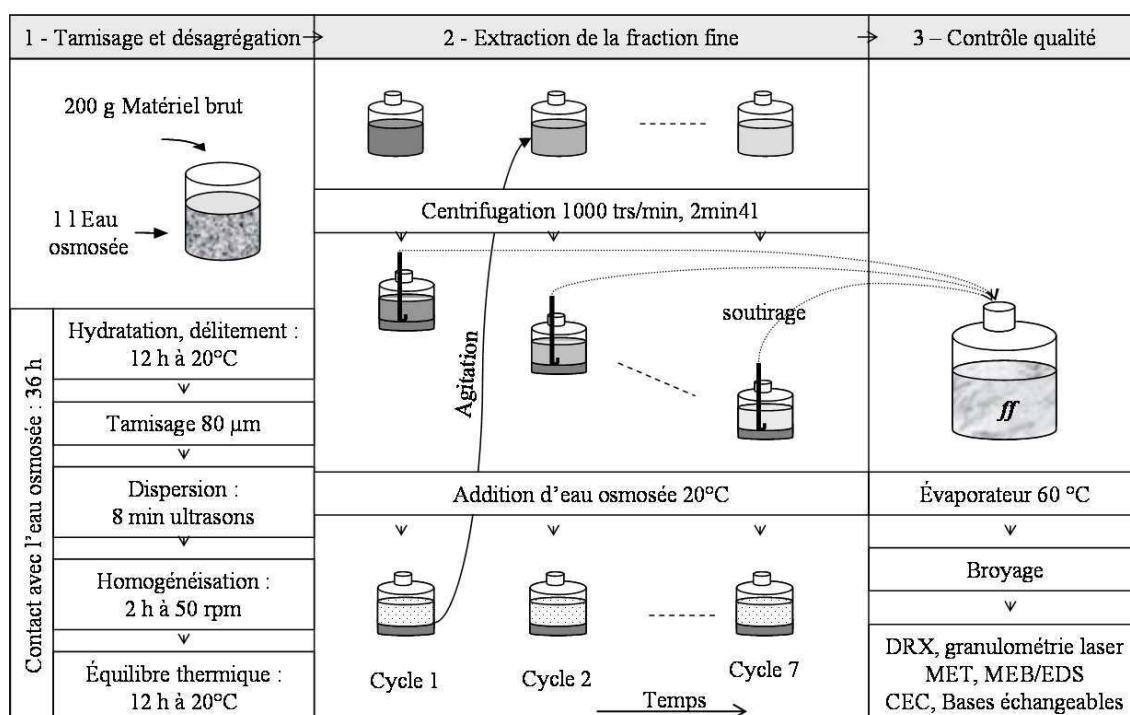 1 - Tamisage et désagrégation
2 - Extraction de la fraction fine
3 – Contrôle qualité
200 g Matériel brut
1 l Eau
osmosée
Contact avec l'eau osmosée : 36 h
Hydratation, délitement :
12 h à 20°C
Tamisage 80 µm
Dispersion :
8 min ultrasons
Homogénéisation :
2 h à 50 rpm
Équilibre thermique :
12 h à 20°C
Centrifugation 1000 trs/min, 2min41
soutirage
Agitation
Addition d'eau osmosée 20°C
Cycle 1
Cycle 2
Cycle 7
Temps
ff
Évaporateur 60 °C
Broyage
DRX, granulométrie laser
MET, MEB/EDS
CEC, Bases échangeables